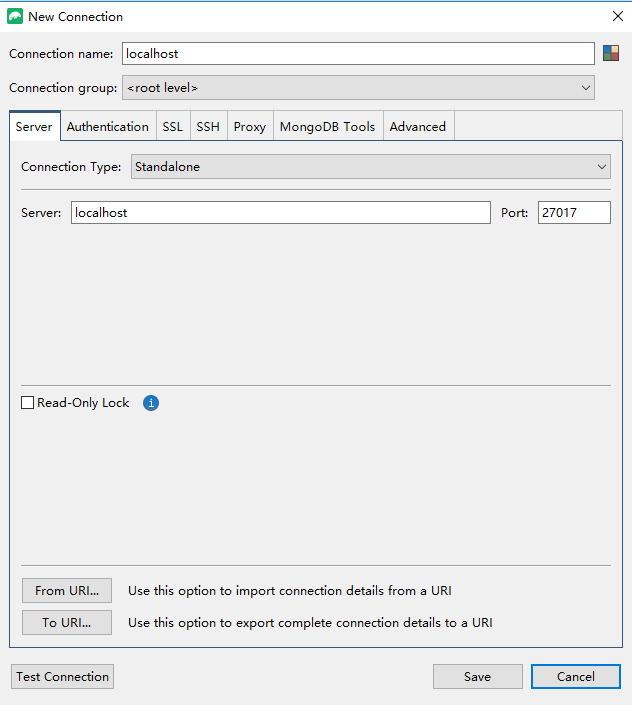 New Connection
Connection name: localhost
Connection group: <root level>
Server Authentication SSL SSH Proxy MongoDB Tools Advanced
Connection Type: Standalone
Server: localhost Port: 27017
Read-Only Lock i
From URI... Use this option to import connection details from a URI
To URI... Use this option to export complete connection details to a URI
Test Connection Save Cancel